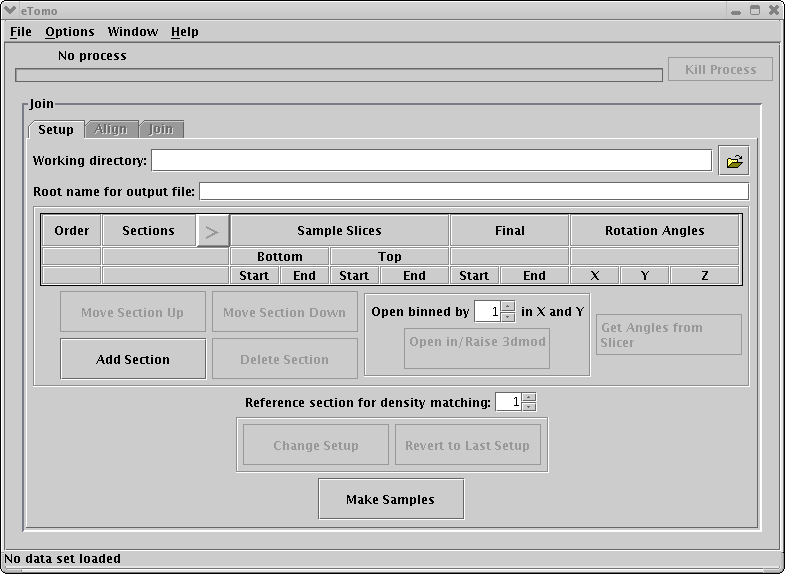 eTomo
File Options Window Help
No process
Kill Process
Join
Setup Align Join
Working directory:
Root name for output file:
Order Sections > Sample Slices Final Rotation Angles
Bottom Top
Start End Start End Start End X Y Z
Move Section Up Move Section Down Open binned by 1 in X and Y
Open in/Raise 3dmod
Get Angles from
Slicer
Add Section Delete Section
Reference section for density matching: 1
Change Setup Revert to Last Setup
Make Samples
No data set loaded